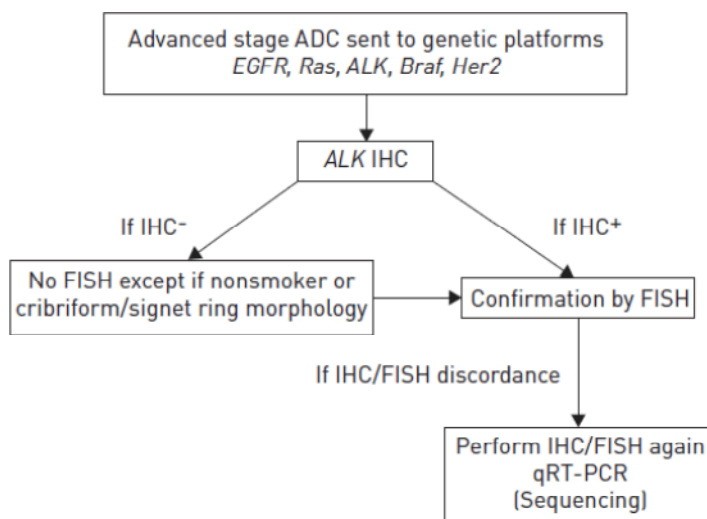 Advanced stage ADC sent to genetic platforms
EGFR, Ras, ALK, Braf, Her2
ALK IHC
If IHC⁻
If IHC⁺
No FISH except if nonsmoker or
cribriform/signet ring morphology
Confirmation by FISH
If IHC/FISH discordance
Perform IHC/FISH again
qRT-PCR
(Sequencing)